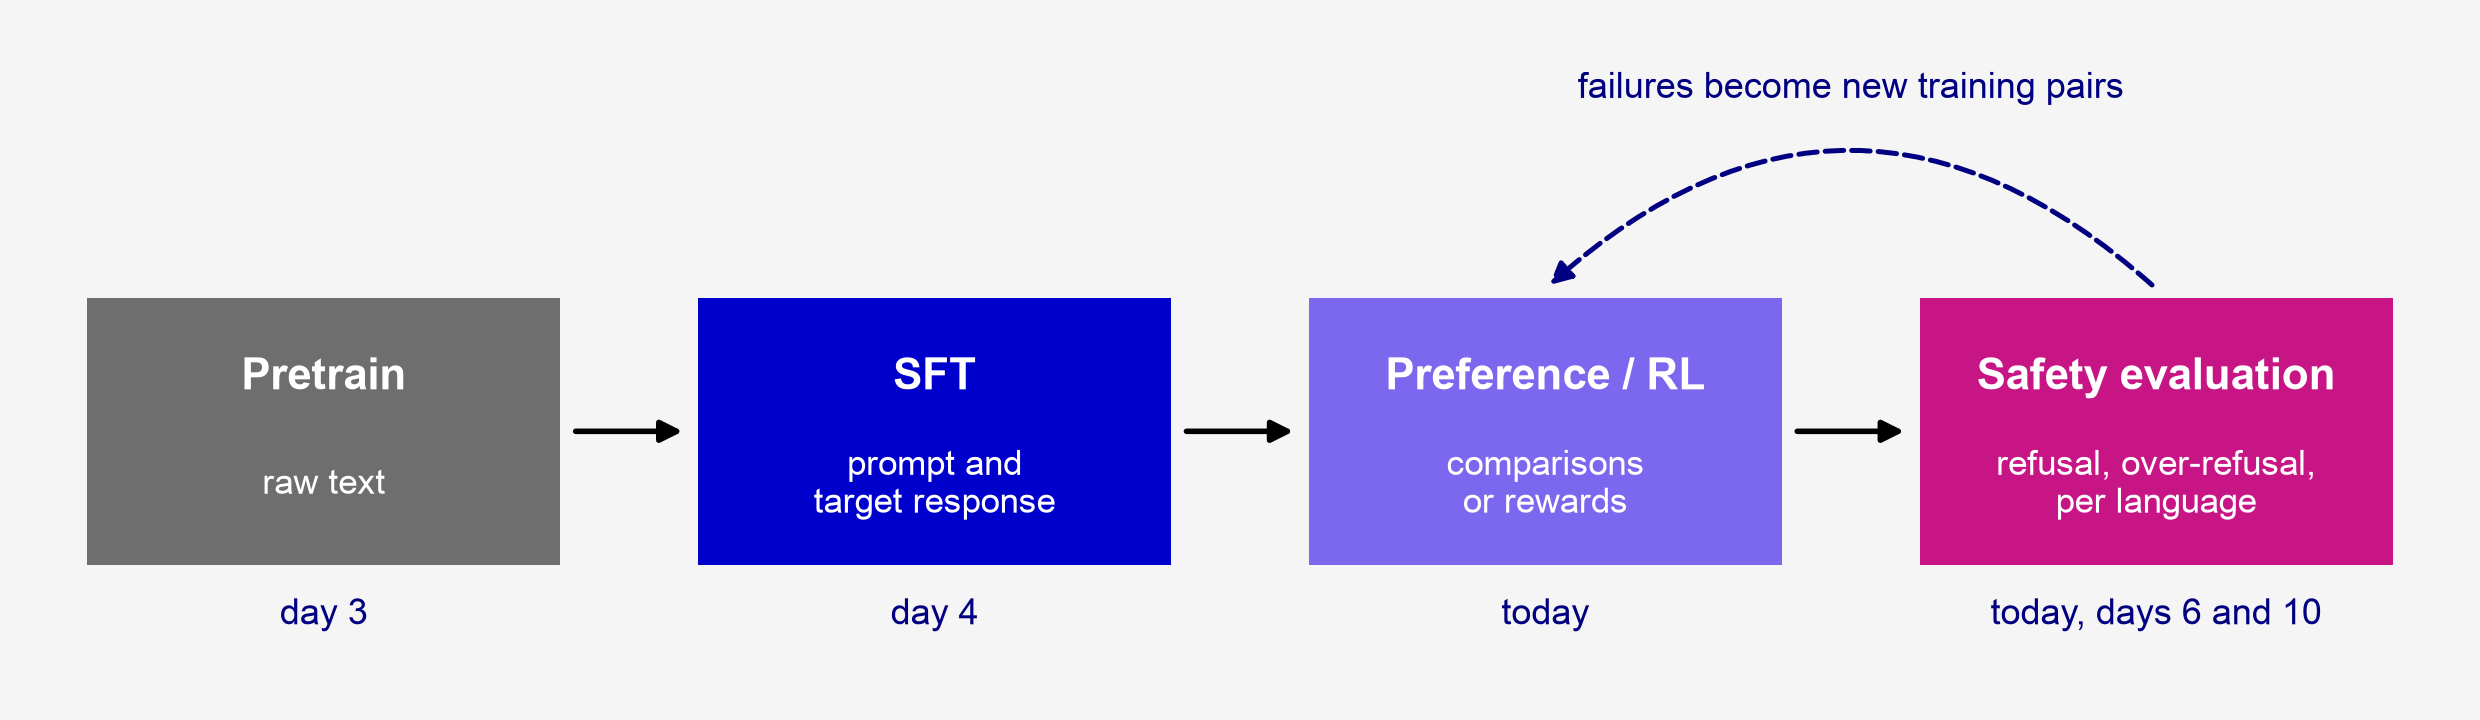 failures become new training pairs
Pretrain
raw text
day 3
SFT
prompt and
target response
day 4
Preference / RL
comparisons
or rewards
today
Safety evaluation
refusal, over-refusal,
per language
today, days 6 and 10